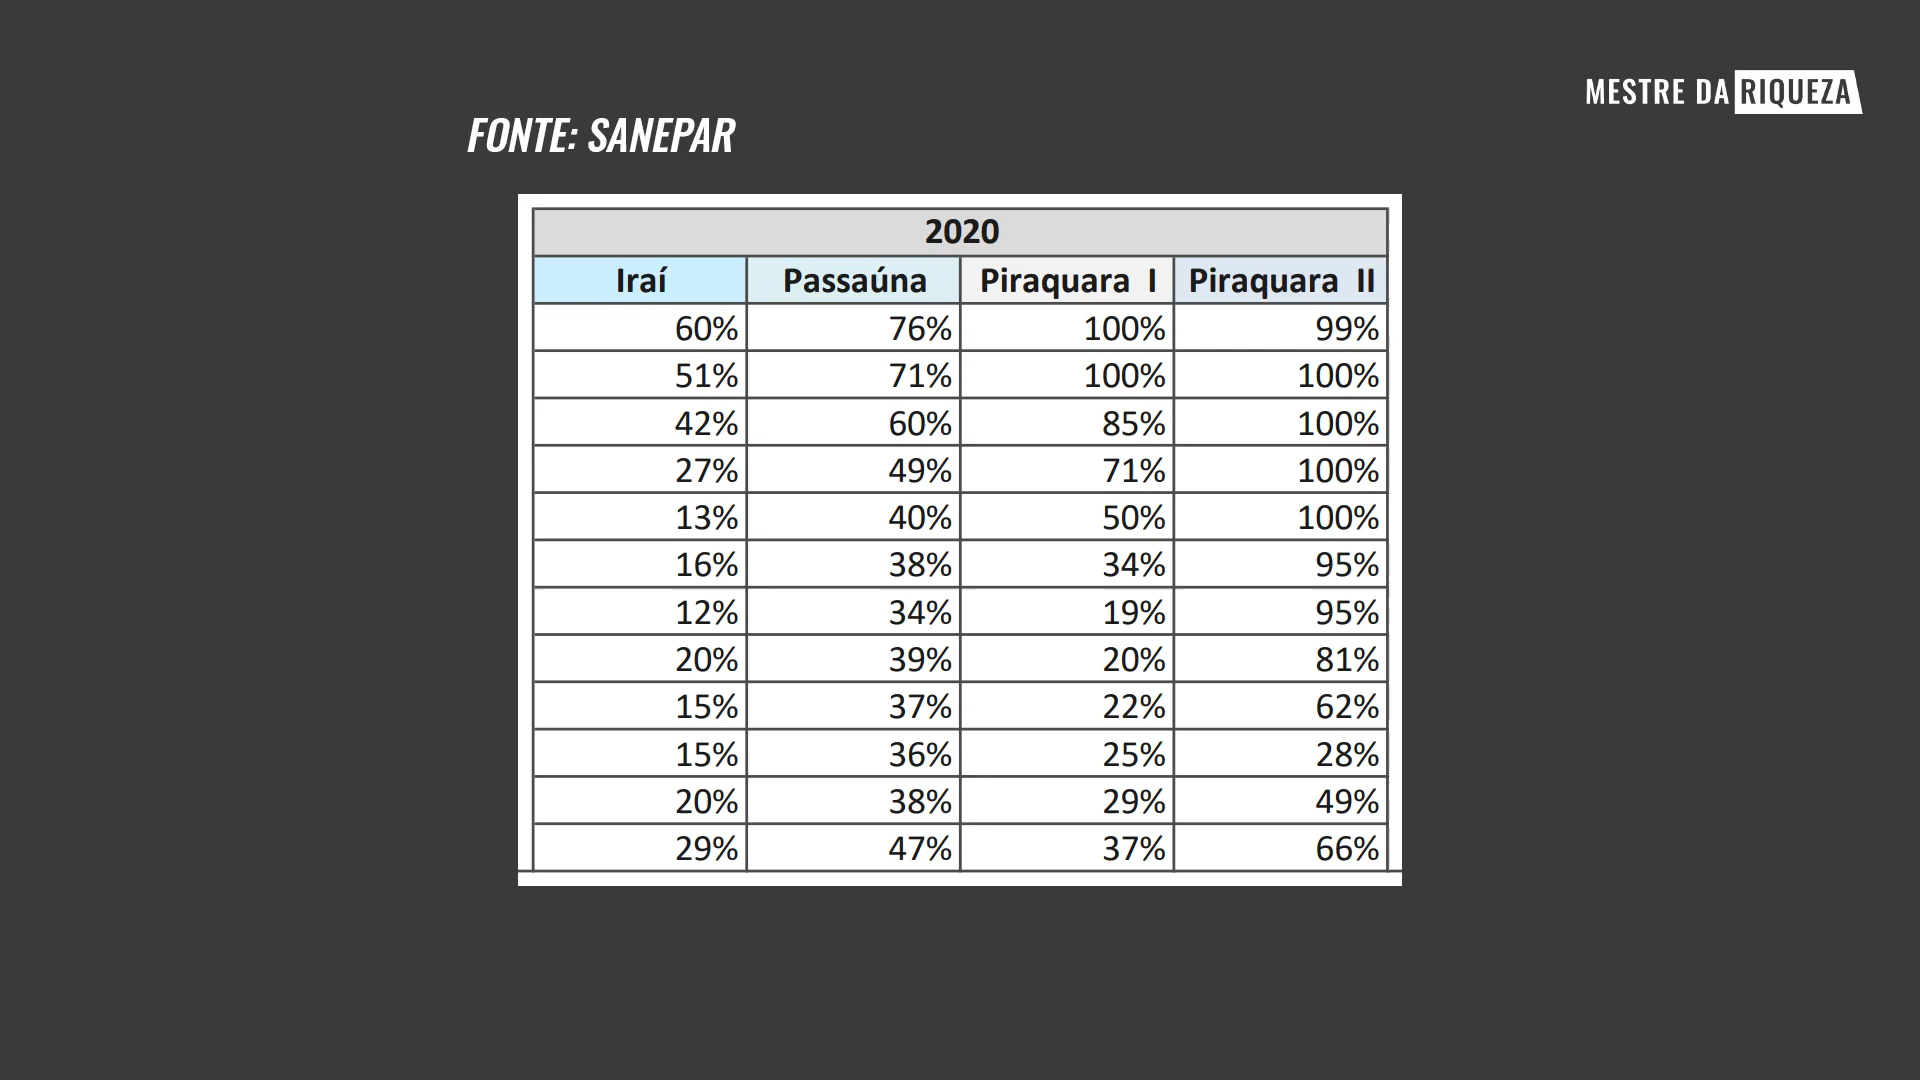 MESTRE DA RIQUEZA
FONTE: SANEPAR
2020
Iraí Passaúna Piraquara I Piraquara II
60% 76% 100% 99%
51% 71% 100% 100%
42% 60% 85% 100%
27% 49% 71% 100%
13% 40% 50% 100%
16% 38% 34% 95%
12% 34% 19% 95%
20% 39% 20% 81%
15% 37% 22% 62%
15% 36% 25% 28%
20% 38% 29% 49%
29% 47% 37% 66%